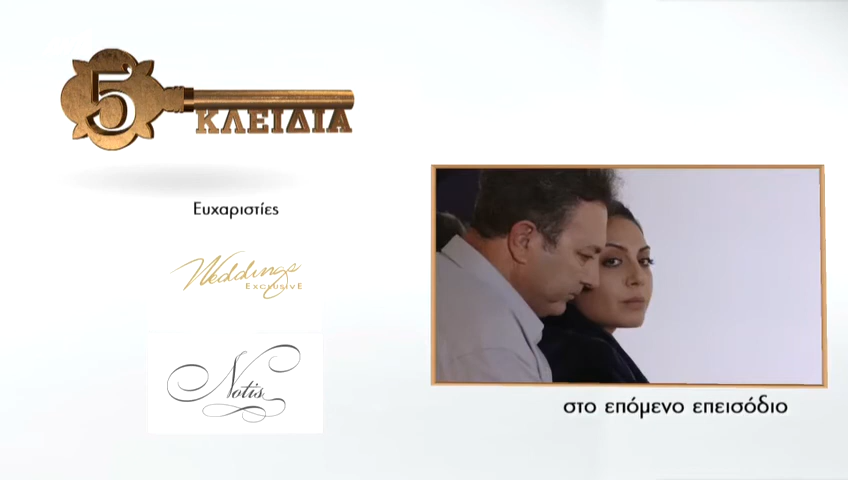 5
ΚΛΕΙΔΙΑ
Ευχαριστίες
Weddings
EXCLUSIVE
Notis
στο επόμενο επεισόδιο